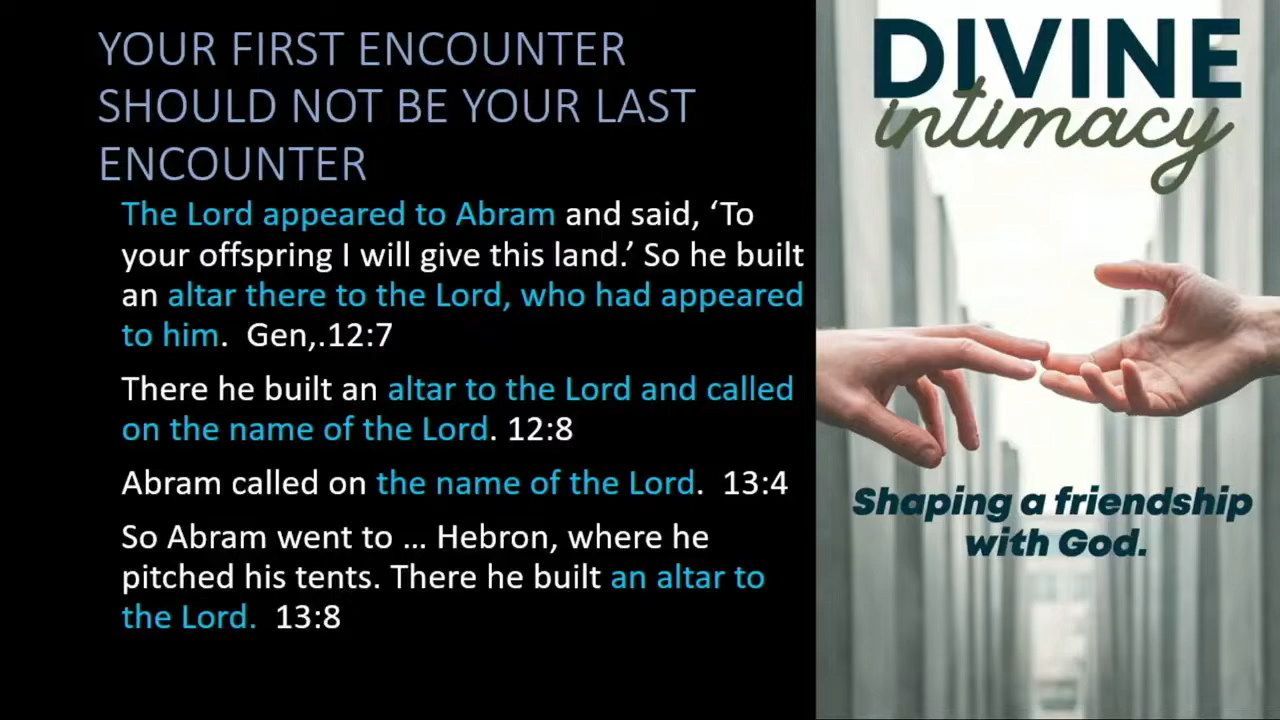 YOUR FIRST ENCOUNTER
SHOULD NOT BE YOUR LAST
ENCOUNTER
The Lord appeared to Abram and said, ‘To
your offspring I will give this land.’ So he built
an altar there to the Lord, who had appeared
to him.  Gen,.12:7
There he built an altar to the Lord and called
on the name of the Lord. 12:8
Abram called on the name of the Lord.  13:4
So Abram went to ... Hebron, where he
pitched his tents. There he built an altar to
the Lord.  13:8
DIVINE
intimacy
Shaping a friendship
with God.